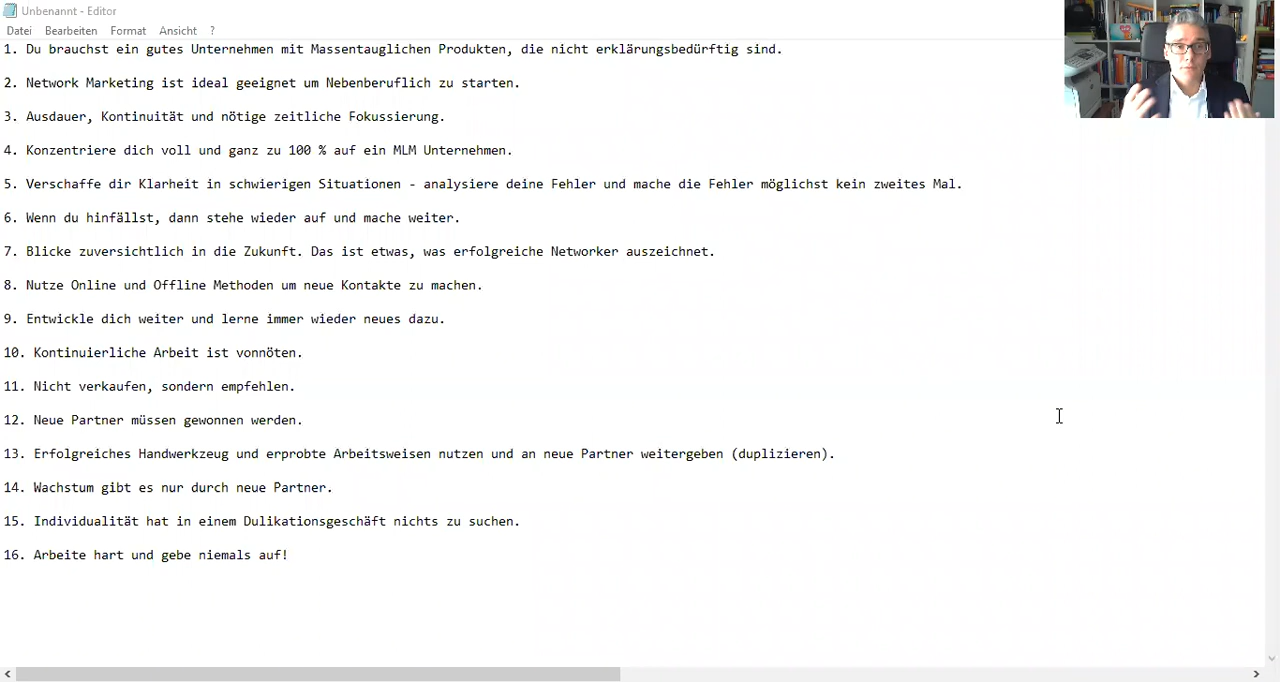 Unbenannt - Editor
Datei Bearbeiten Format Ansicht ?
1. Du brauchst ein gutes Unternehmen mit Massentauglichen Produkten, die nicht erklärungsbedürftig sind.
2. Network Marketing ist ideal geeignet um Nebenberuflich zu starten.
3. Ausdauer, Kontinuität und nötige zeitliche Fokussierung.
4. Konzentriere dich voll und ganz zu 100 % auf ein MLM Unternehmen.
5. Verschaffe dir Klarheit in schwierigen Situationen - analysiere deine Fehler und mache die Fehler möglichst kein zweites Mal.
6. Wenn du hinfällst, dann stehe wieder auf und mache weiter.
7. Blicke zuversichtlich in die Zukunft. Das ist etwas, was erfolgreiche Networker auszeichnet.
8. Nutze Online und Offline Methoden um neue Kontakte zu machen.
9. Entwickle dich weiter und lerne immer wieder neues dazu.
10. Kontinuierliche Arbeit ist vonnöten.
11. Nicht verkaufen, sondern empfehlen.
12. Neue Partner müssen gewonnen werden.
13. Erfolgreiches Handwerkzeug und erprobte Arbeitsweisen nutzen und an neue Partner weitergeben (duplizieren).
14. Wachstum gibt es nur durch neue Partner.
15. Individualität hat in einem Dulikationsgeschäft nichts zu suchen.
16. Arbeite hart und gebe niemals auf!